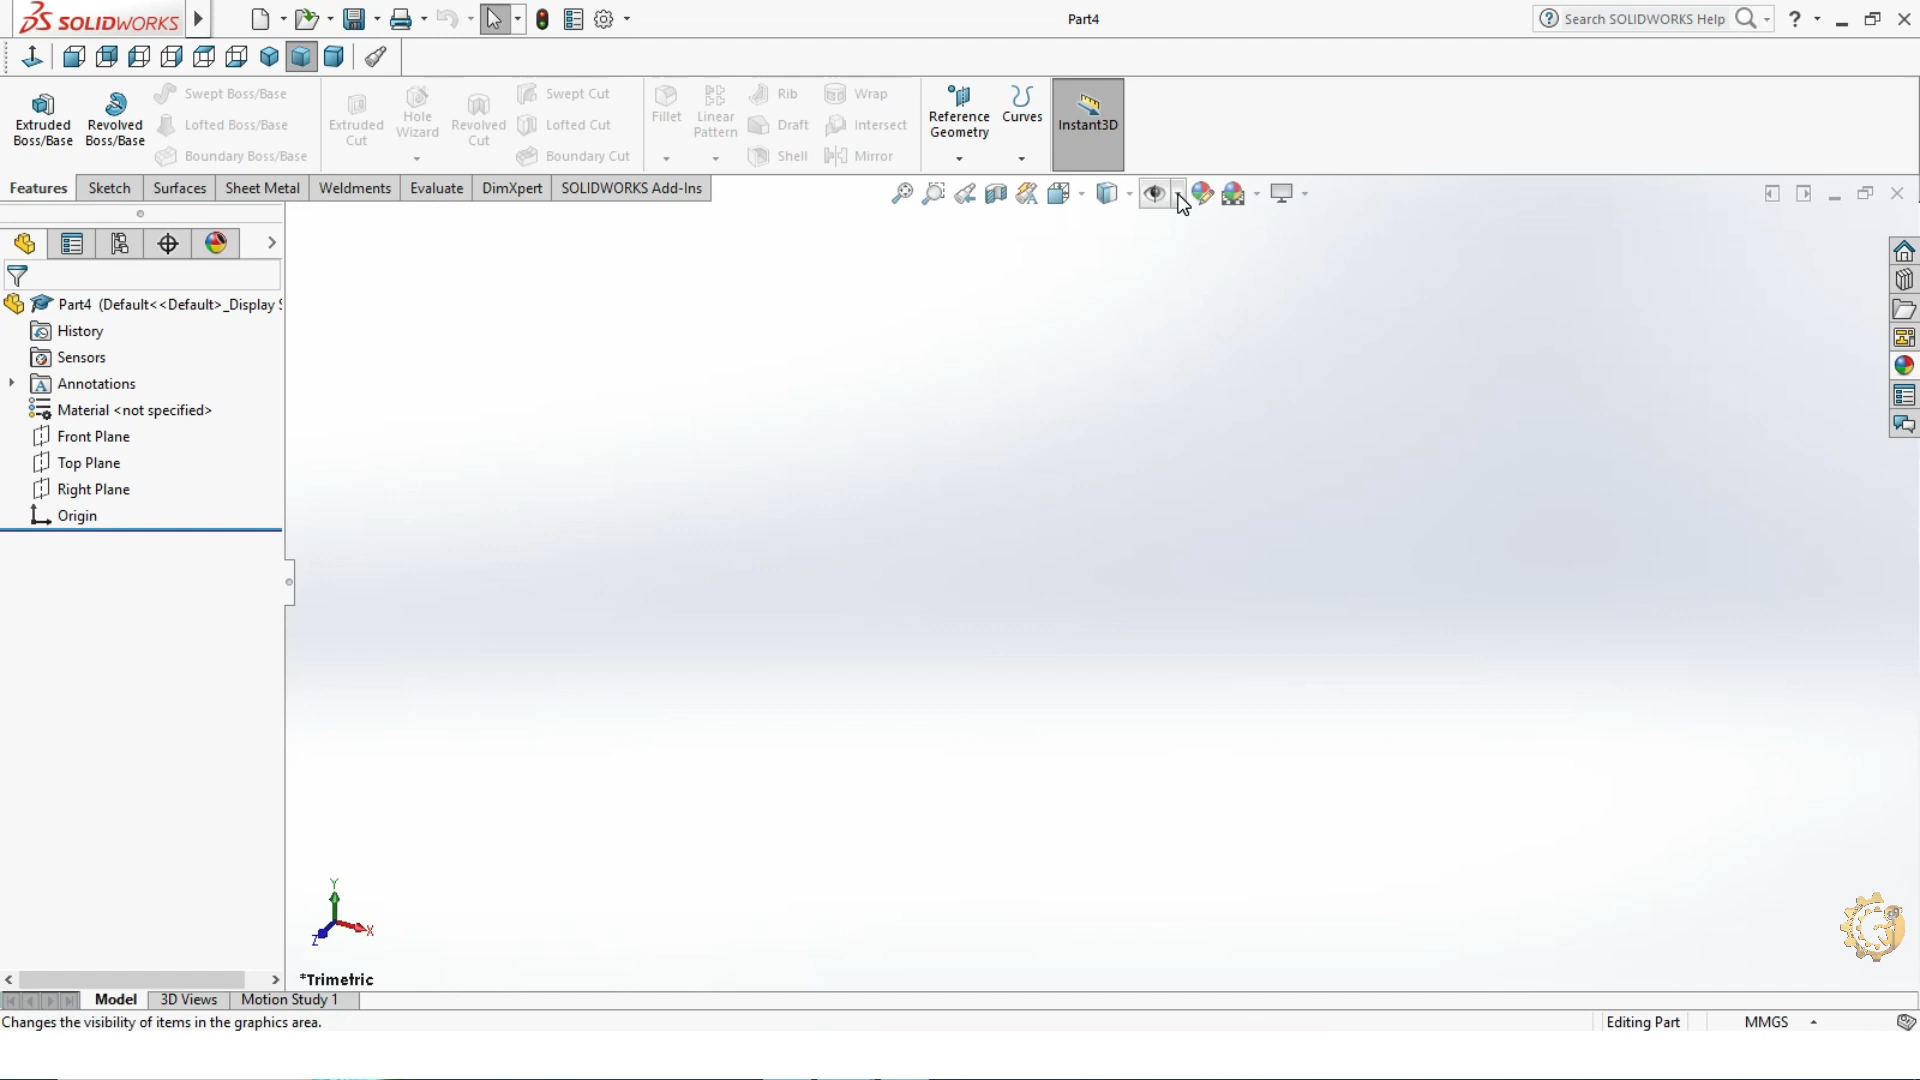 SOLIDWORKS
Part4
Search SOLIDWORKS Help
?
Extruded Boss/Base
Revolved Boss/Base
Swept Boss/Base
Lofted Boss/Base
Boundary Boss/Base
Extruded Cut
Hole Wizard
Revolved Cut
Swept Cut
Lofted Cut
Boundary Cut
Fillet
Linear Pattern
Rib
Draft
Shell
Wrap
Intersect
Mirror
Reference Geometry
Curves
Instant3D
Features
Sketch
Surfaces
Sheet Metal
Weldments
Evaluate
DimXpert
SOLIDWORKS Add-Ins
Part4 (Default<<Default>_Display S
History
Sensors
Annotations
Material <not specified>
Front Plane
Top Plane
Right Plane
Origin
Y
X
Z
*Trimetric
Model
3D Views
Motion Study 1
Changes the visibility of items in the graphics area.
Editing Part
MMGS